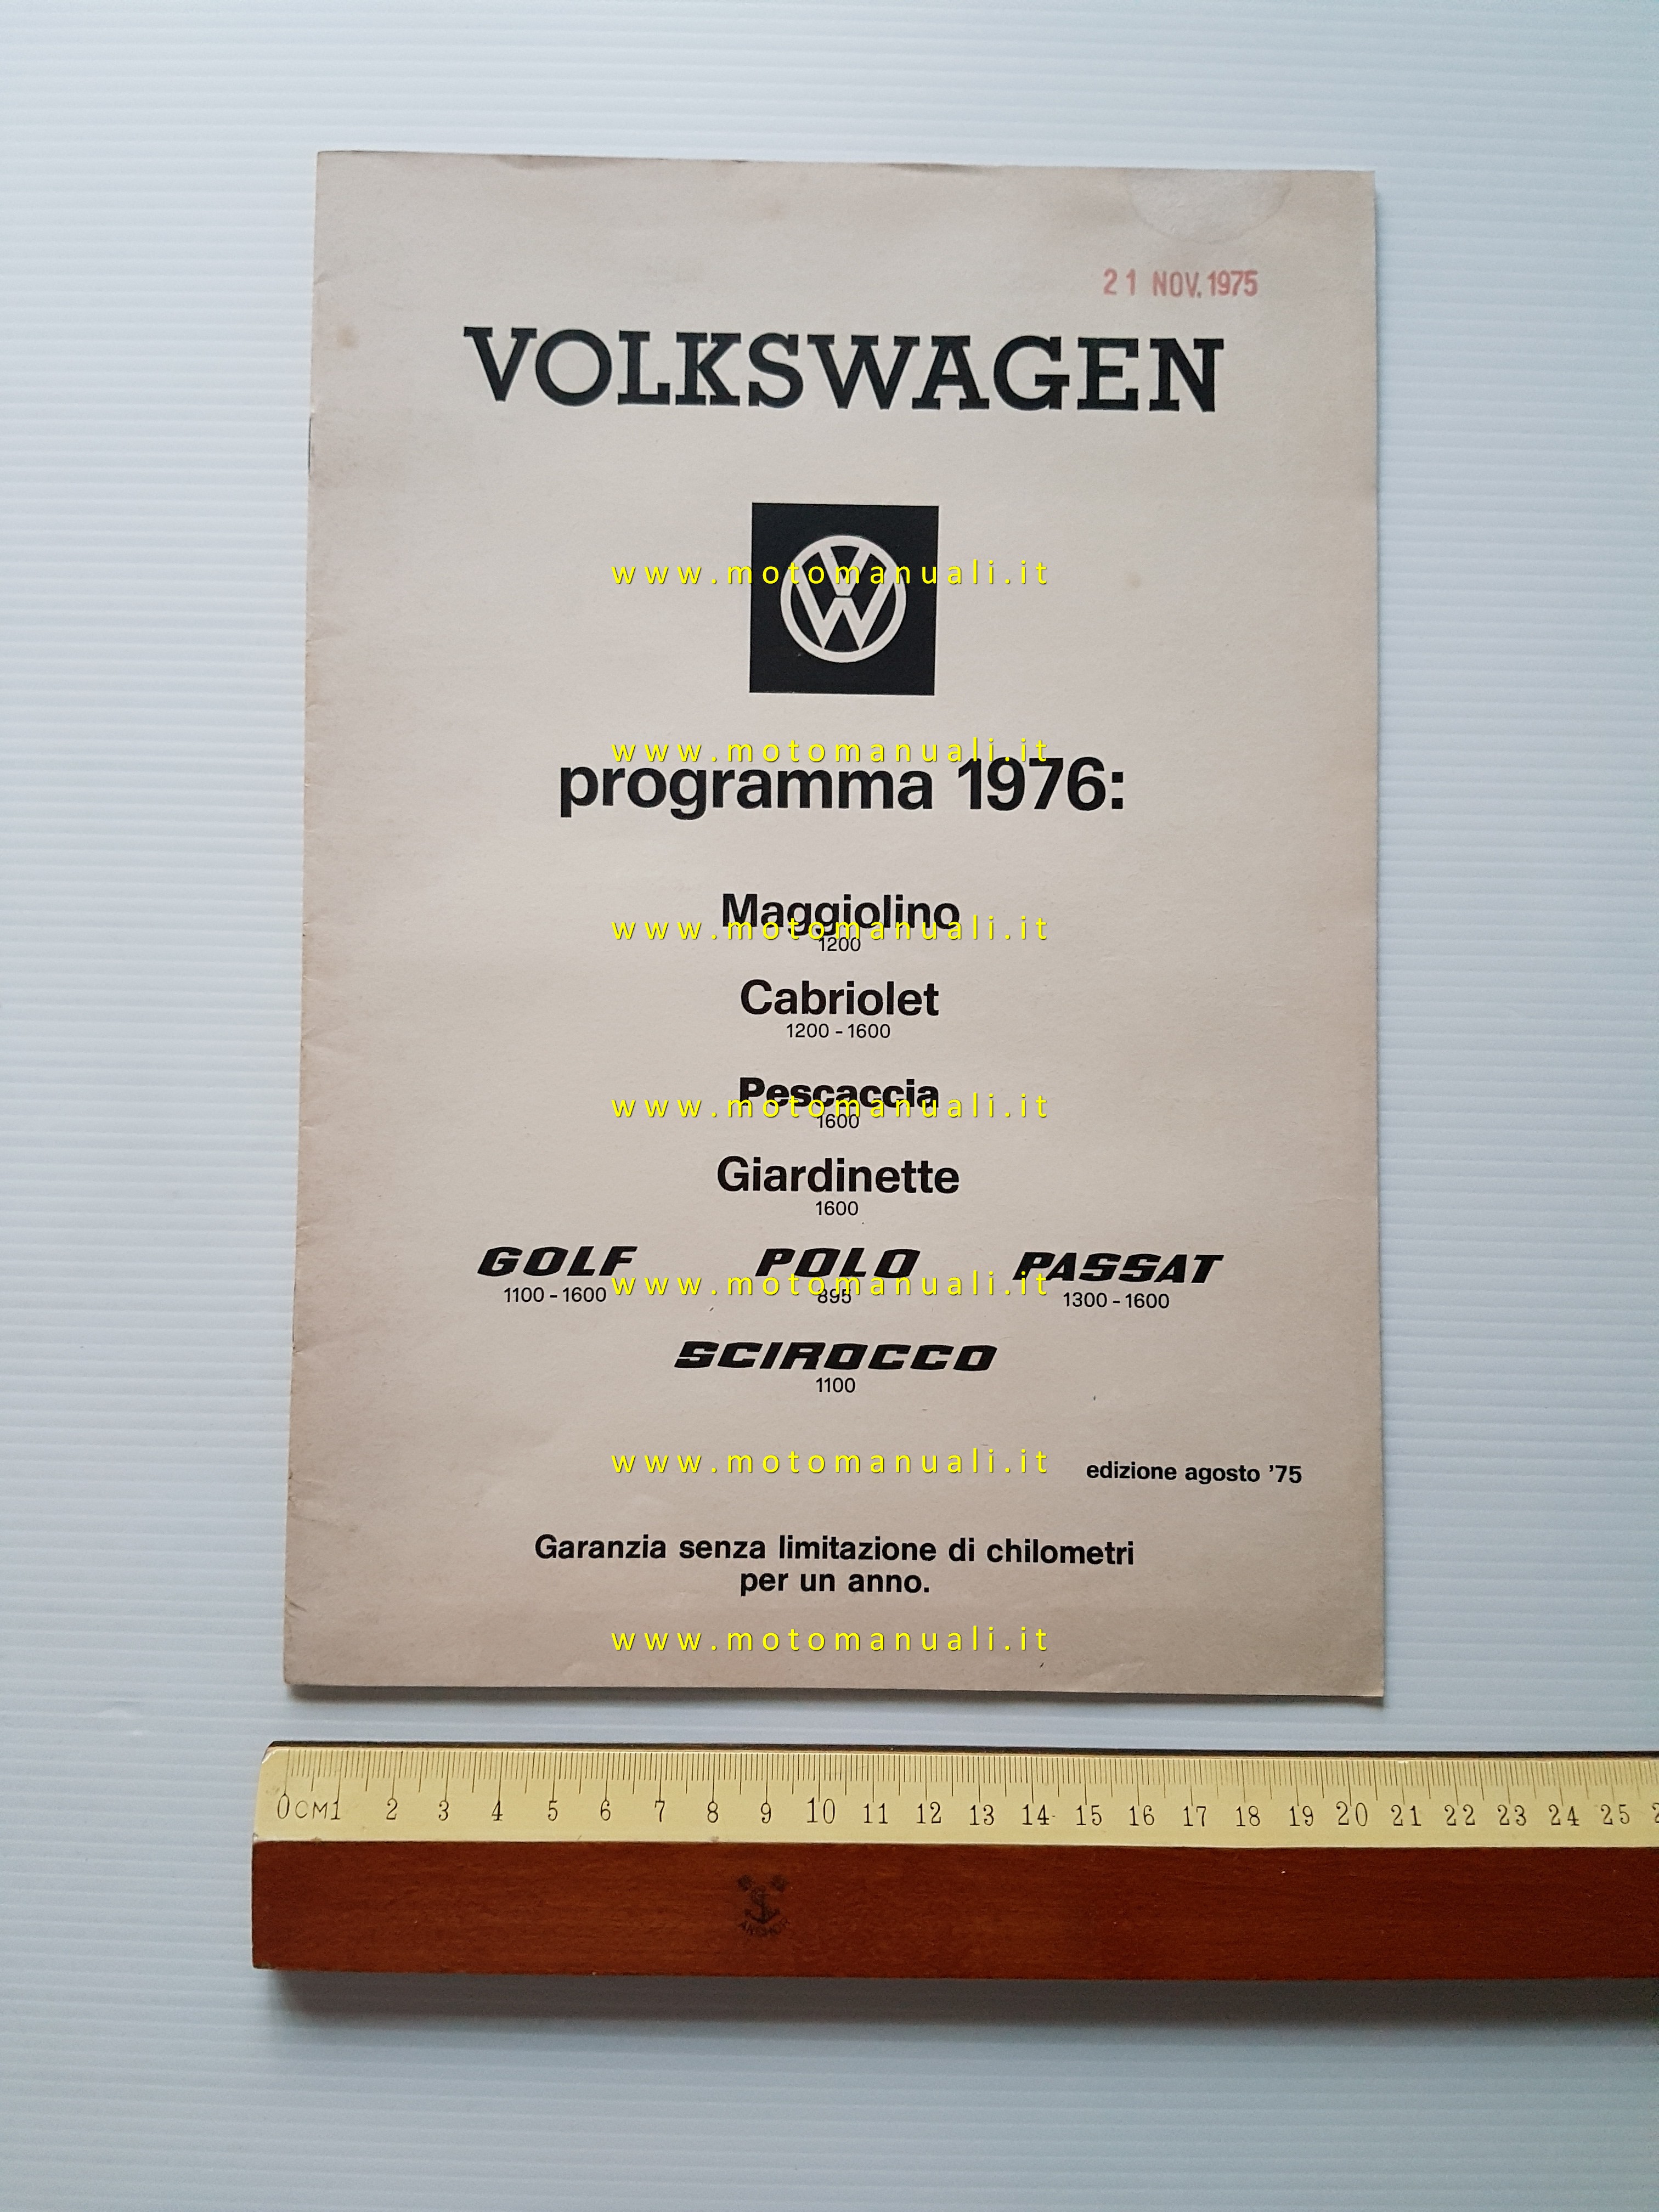 21 NOV. 1975
VOLKSWAGEN
www.motomanuali.it
www.motomanuali.it
programma 1976:
Maggiolino
www.motomanuali.it
1200
Cabriolet
1200 - 1600
Pescaccia
www.motomanuali.it
1600
Giardinette
1600
GOLF POLO PASSAT
www.motomanuali.it
1100 - 1600 895 1300 - 1600
SCIROCCO
1100
www.motomanuali.it
edizione agosto '75
Garanzia senza limitazione di chilometri
per un anno.
www.motomanuali.it
0CM1 2 3 4 5 6 7 8 9 10 11 12 13 14 15 16 17 18 19 20 21 22 23 24 25
ANCHOR